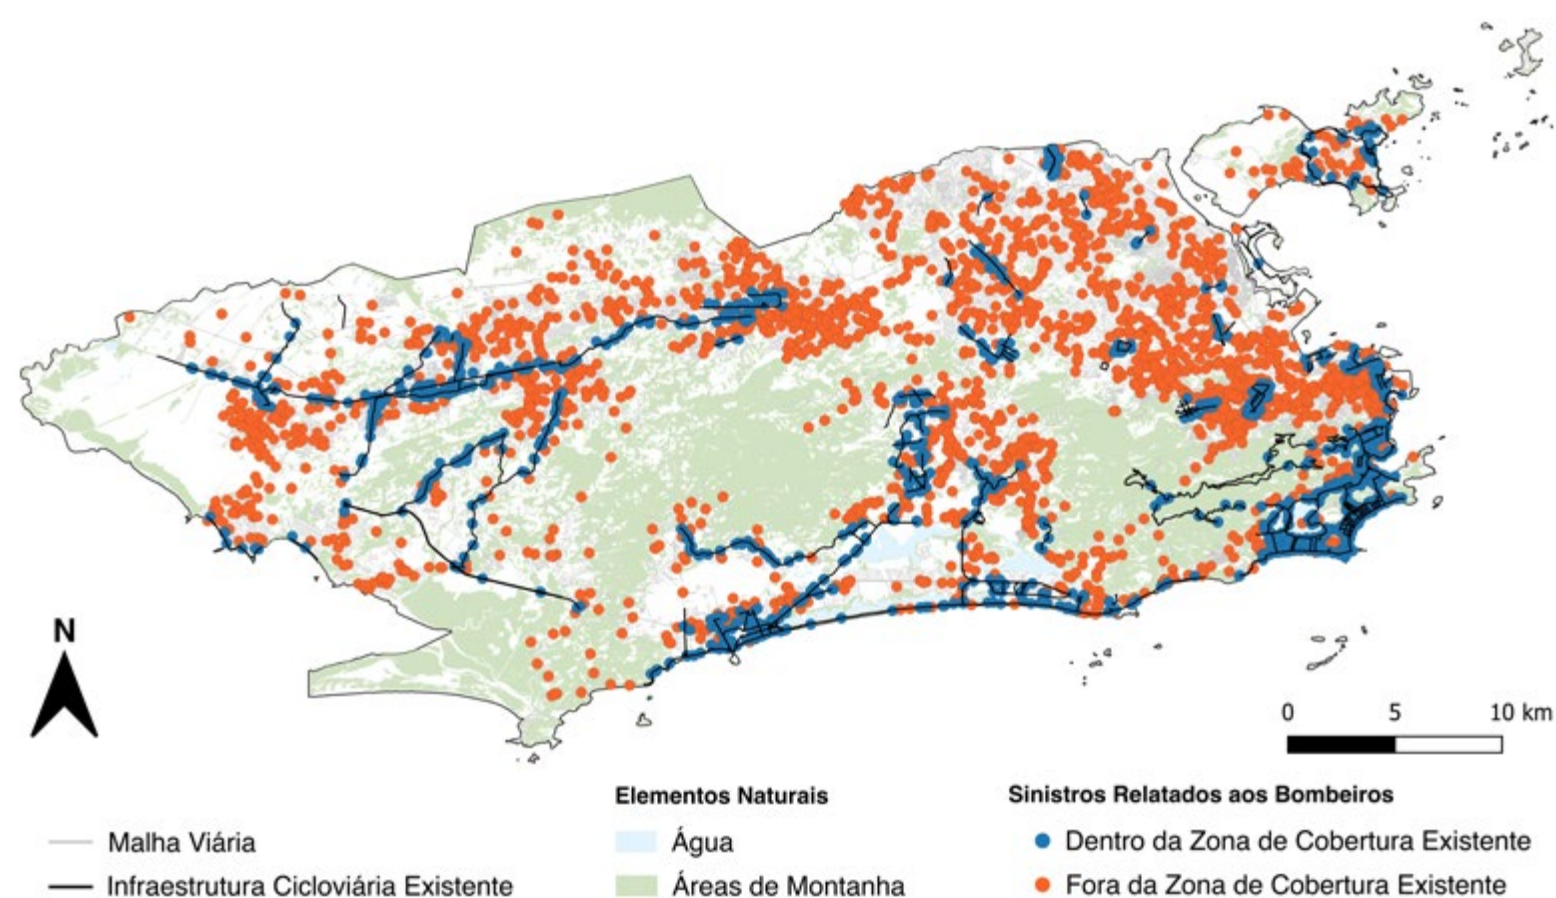 N
0 5 10 km
Elementos Naturais
Sinistros Relatados aos Bombeiros
Malha Viária
Água
Dentro da Zona de Cobertura Existente
Infraestrutura Cicloviária Existente
Áreas de Montanha
Fora da Zona de Cobertura Existente